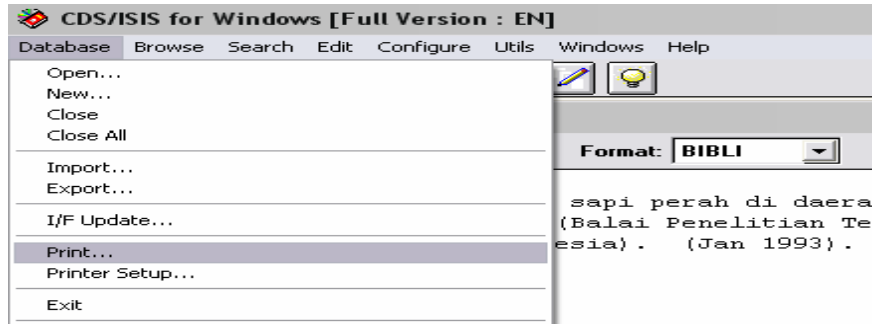 CDS/ISIS for Windows [Full Version : EN]
Database Browse Search Edit Configure Utils Windows Help
Open...
New...
Close
Close All
Format: BIBLI
Import...
Export...
sapi perah di daera
I/F Update...
(Balai Penelitian Te
Print...
esia). (Jan 1993).
Printer Setup...
Exit